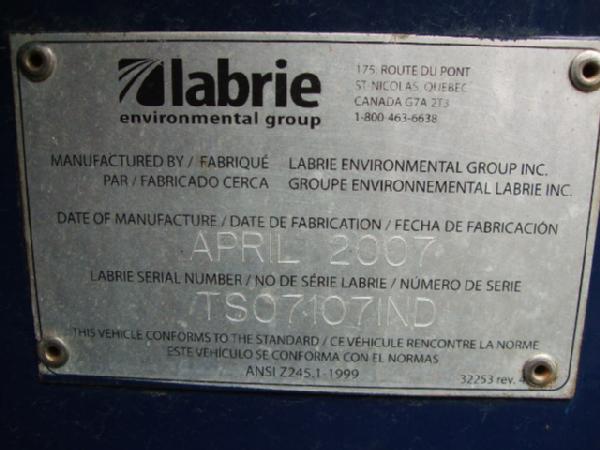 labrie
environmental group
175, ROUTE DU PONT
ST-NICOLAS, QUEBEC
CANADA G7A 2T3
1-800-463-6638
MANUFACTURED BY / FABRIQUÉ LABRIE ENVIRONMENTAL GROUP INC.
PAR / FABRICADO CERCA GROUPE ENVIRONNEMENTAL LABRIE INC.
DATE OF MANUFACTURE / DATE DE FABRICATION / FECHA DE FABRICACIÓN
APRIL 2007
LABRIE SERIAL NUMBER / NO DE SÉRIE LABRIE / NÚMERO DE SERIE
TS07107IND
THIS VEHICLE CONFORMS TO THE STANDARD / CE VÉHICULE RENCONTRE LA NORME
ESTE VEHÍCULO SE CONFORMA CON EL NORMAS
ANSI Z245.1-1999
32253 rev.